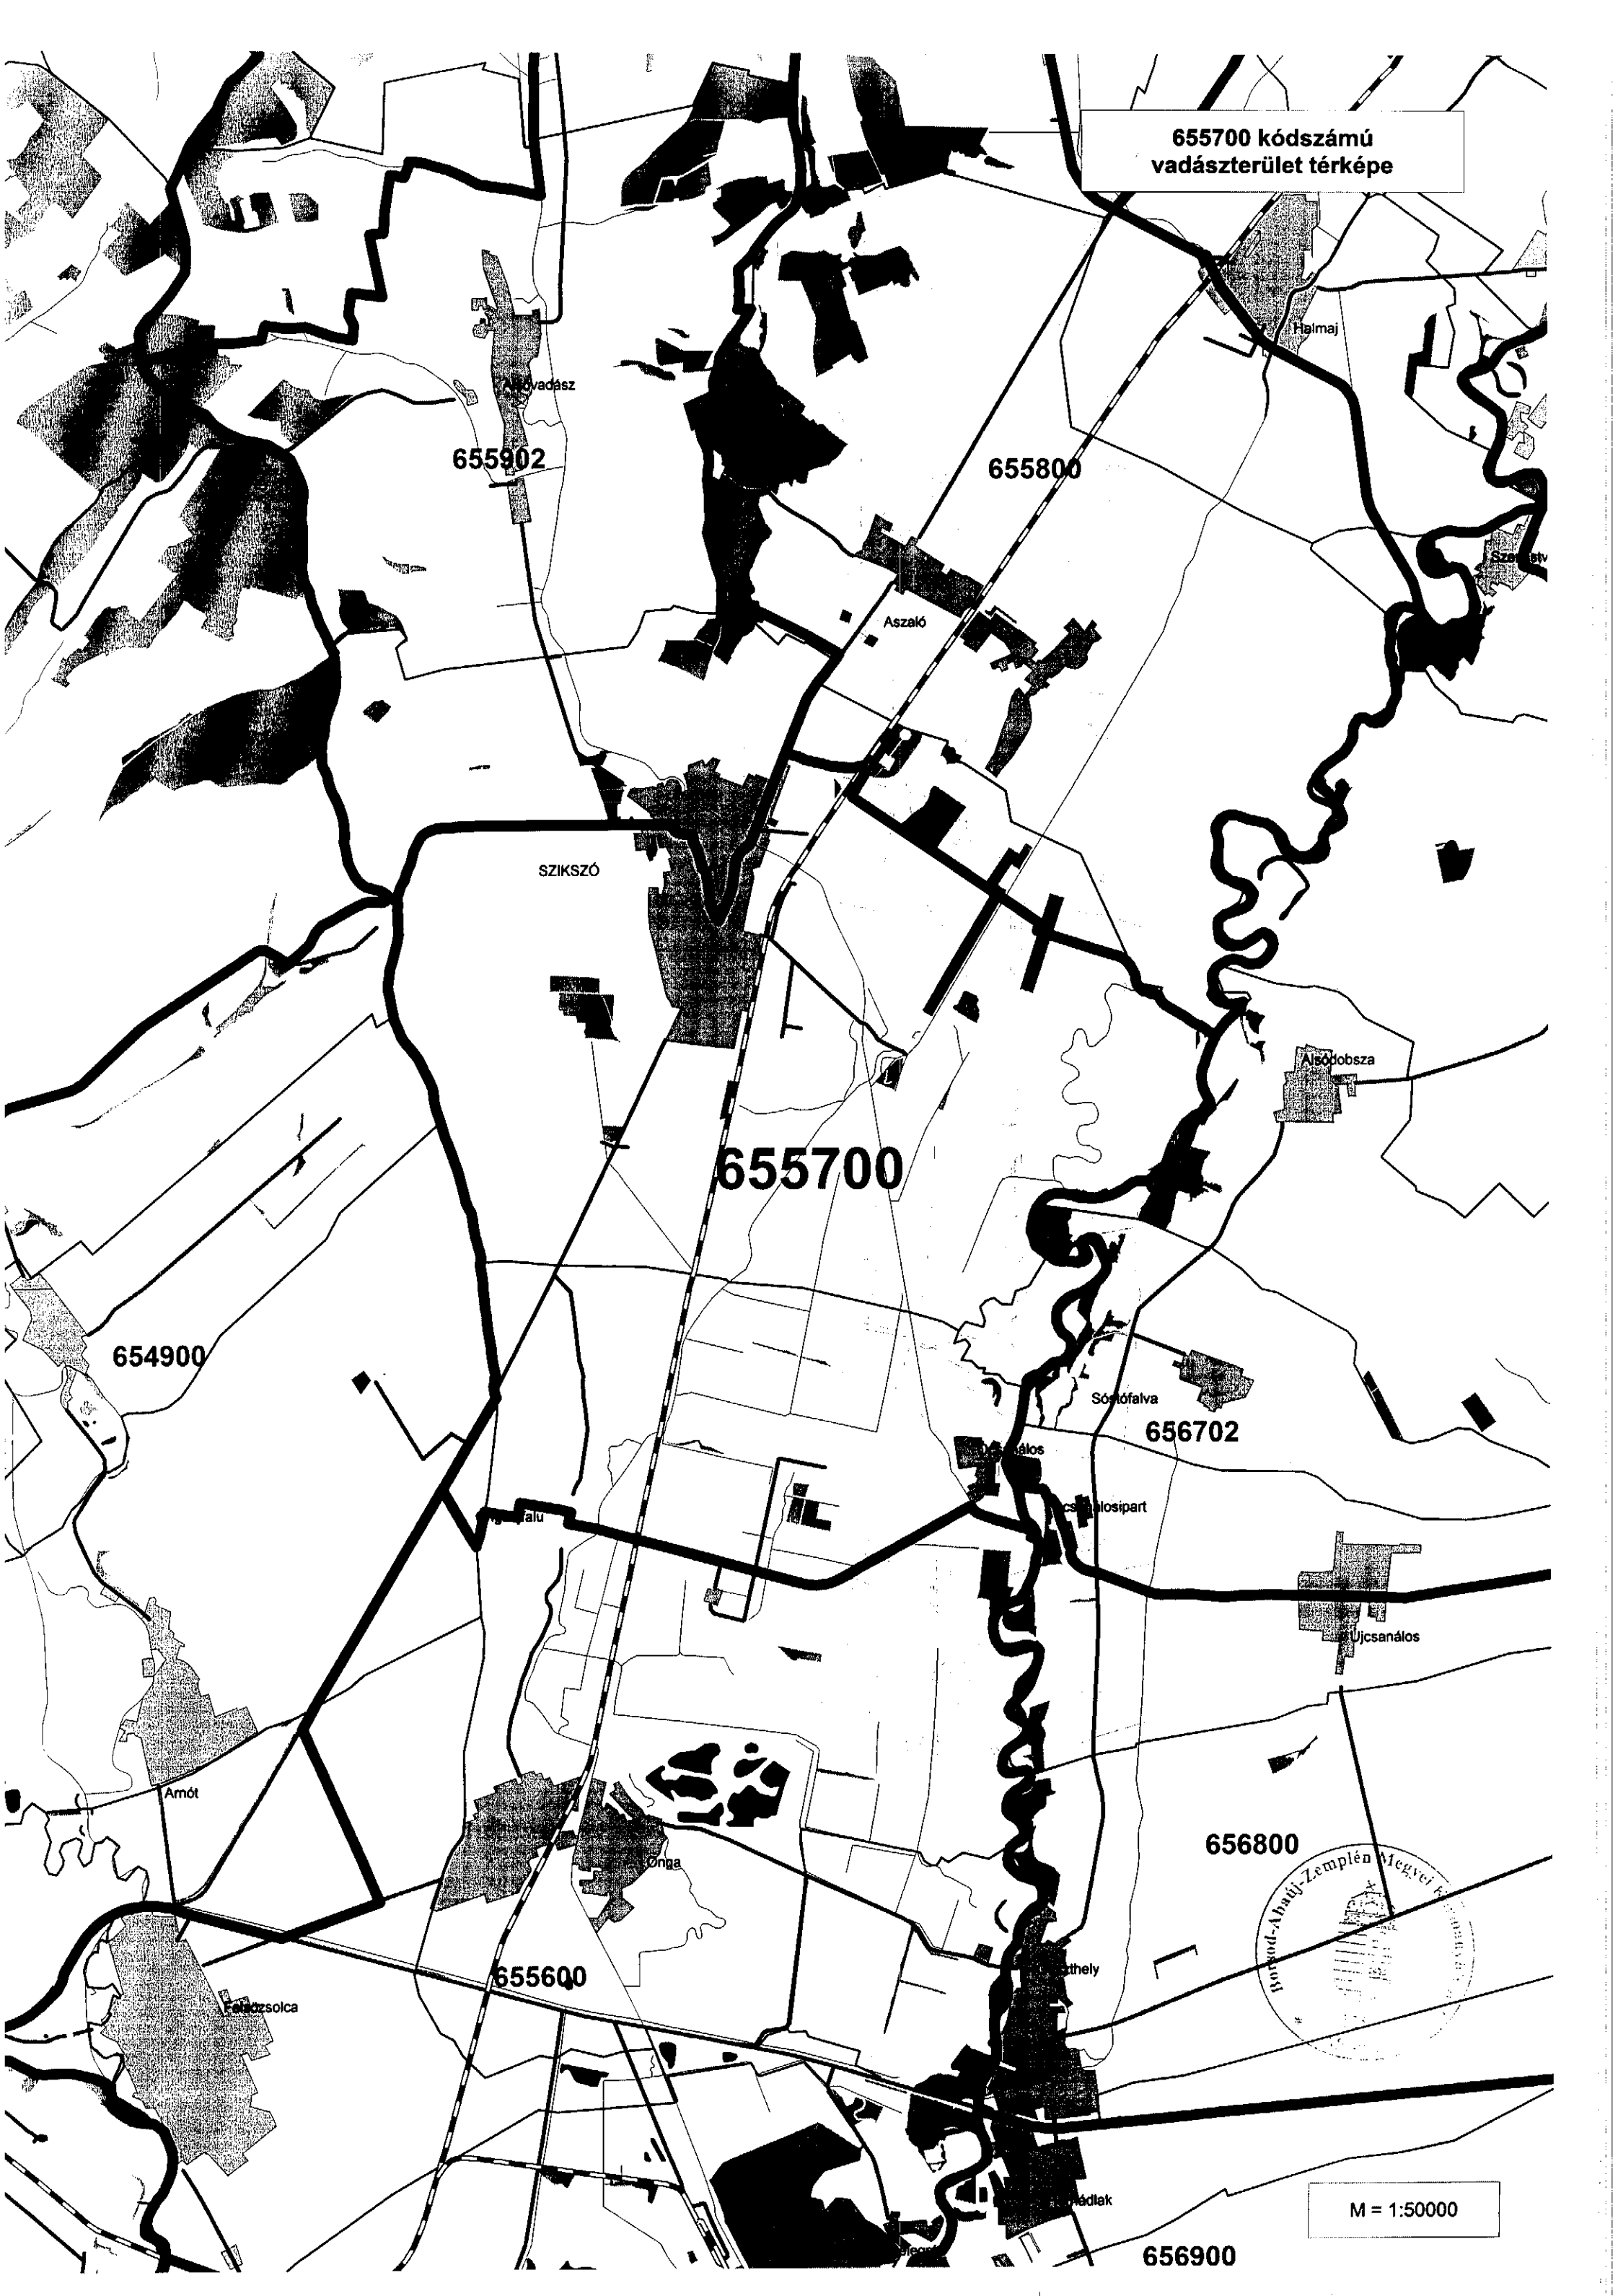 655700 kódszámú
vadászterület térképe
Halmaj
655902
655800
Aszaló
SZIKSZÓ
Alsódobsza
655700
654900
Sóstófalva
656702
Újcsanálos
Arnót
656800
Onga
655600
Felsőzsolca
M = 1:50000
656900